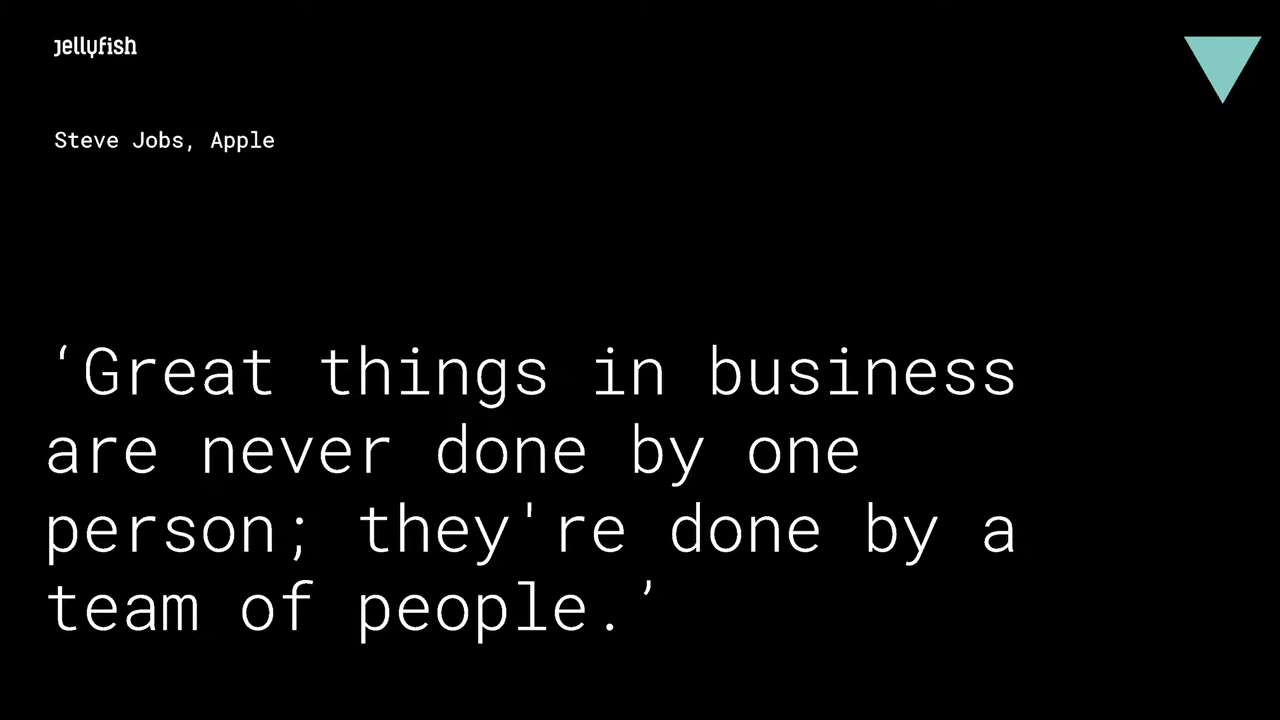 jellyfish
Steve Jobs, Apple
‘Great things in business
are never done by one
person; they're done by a
team of people.’